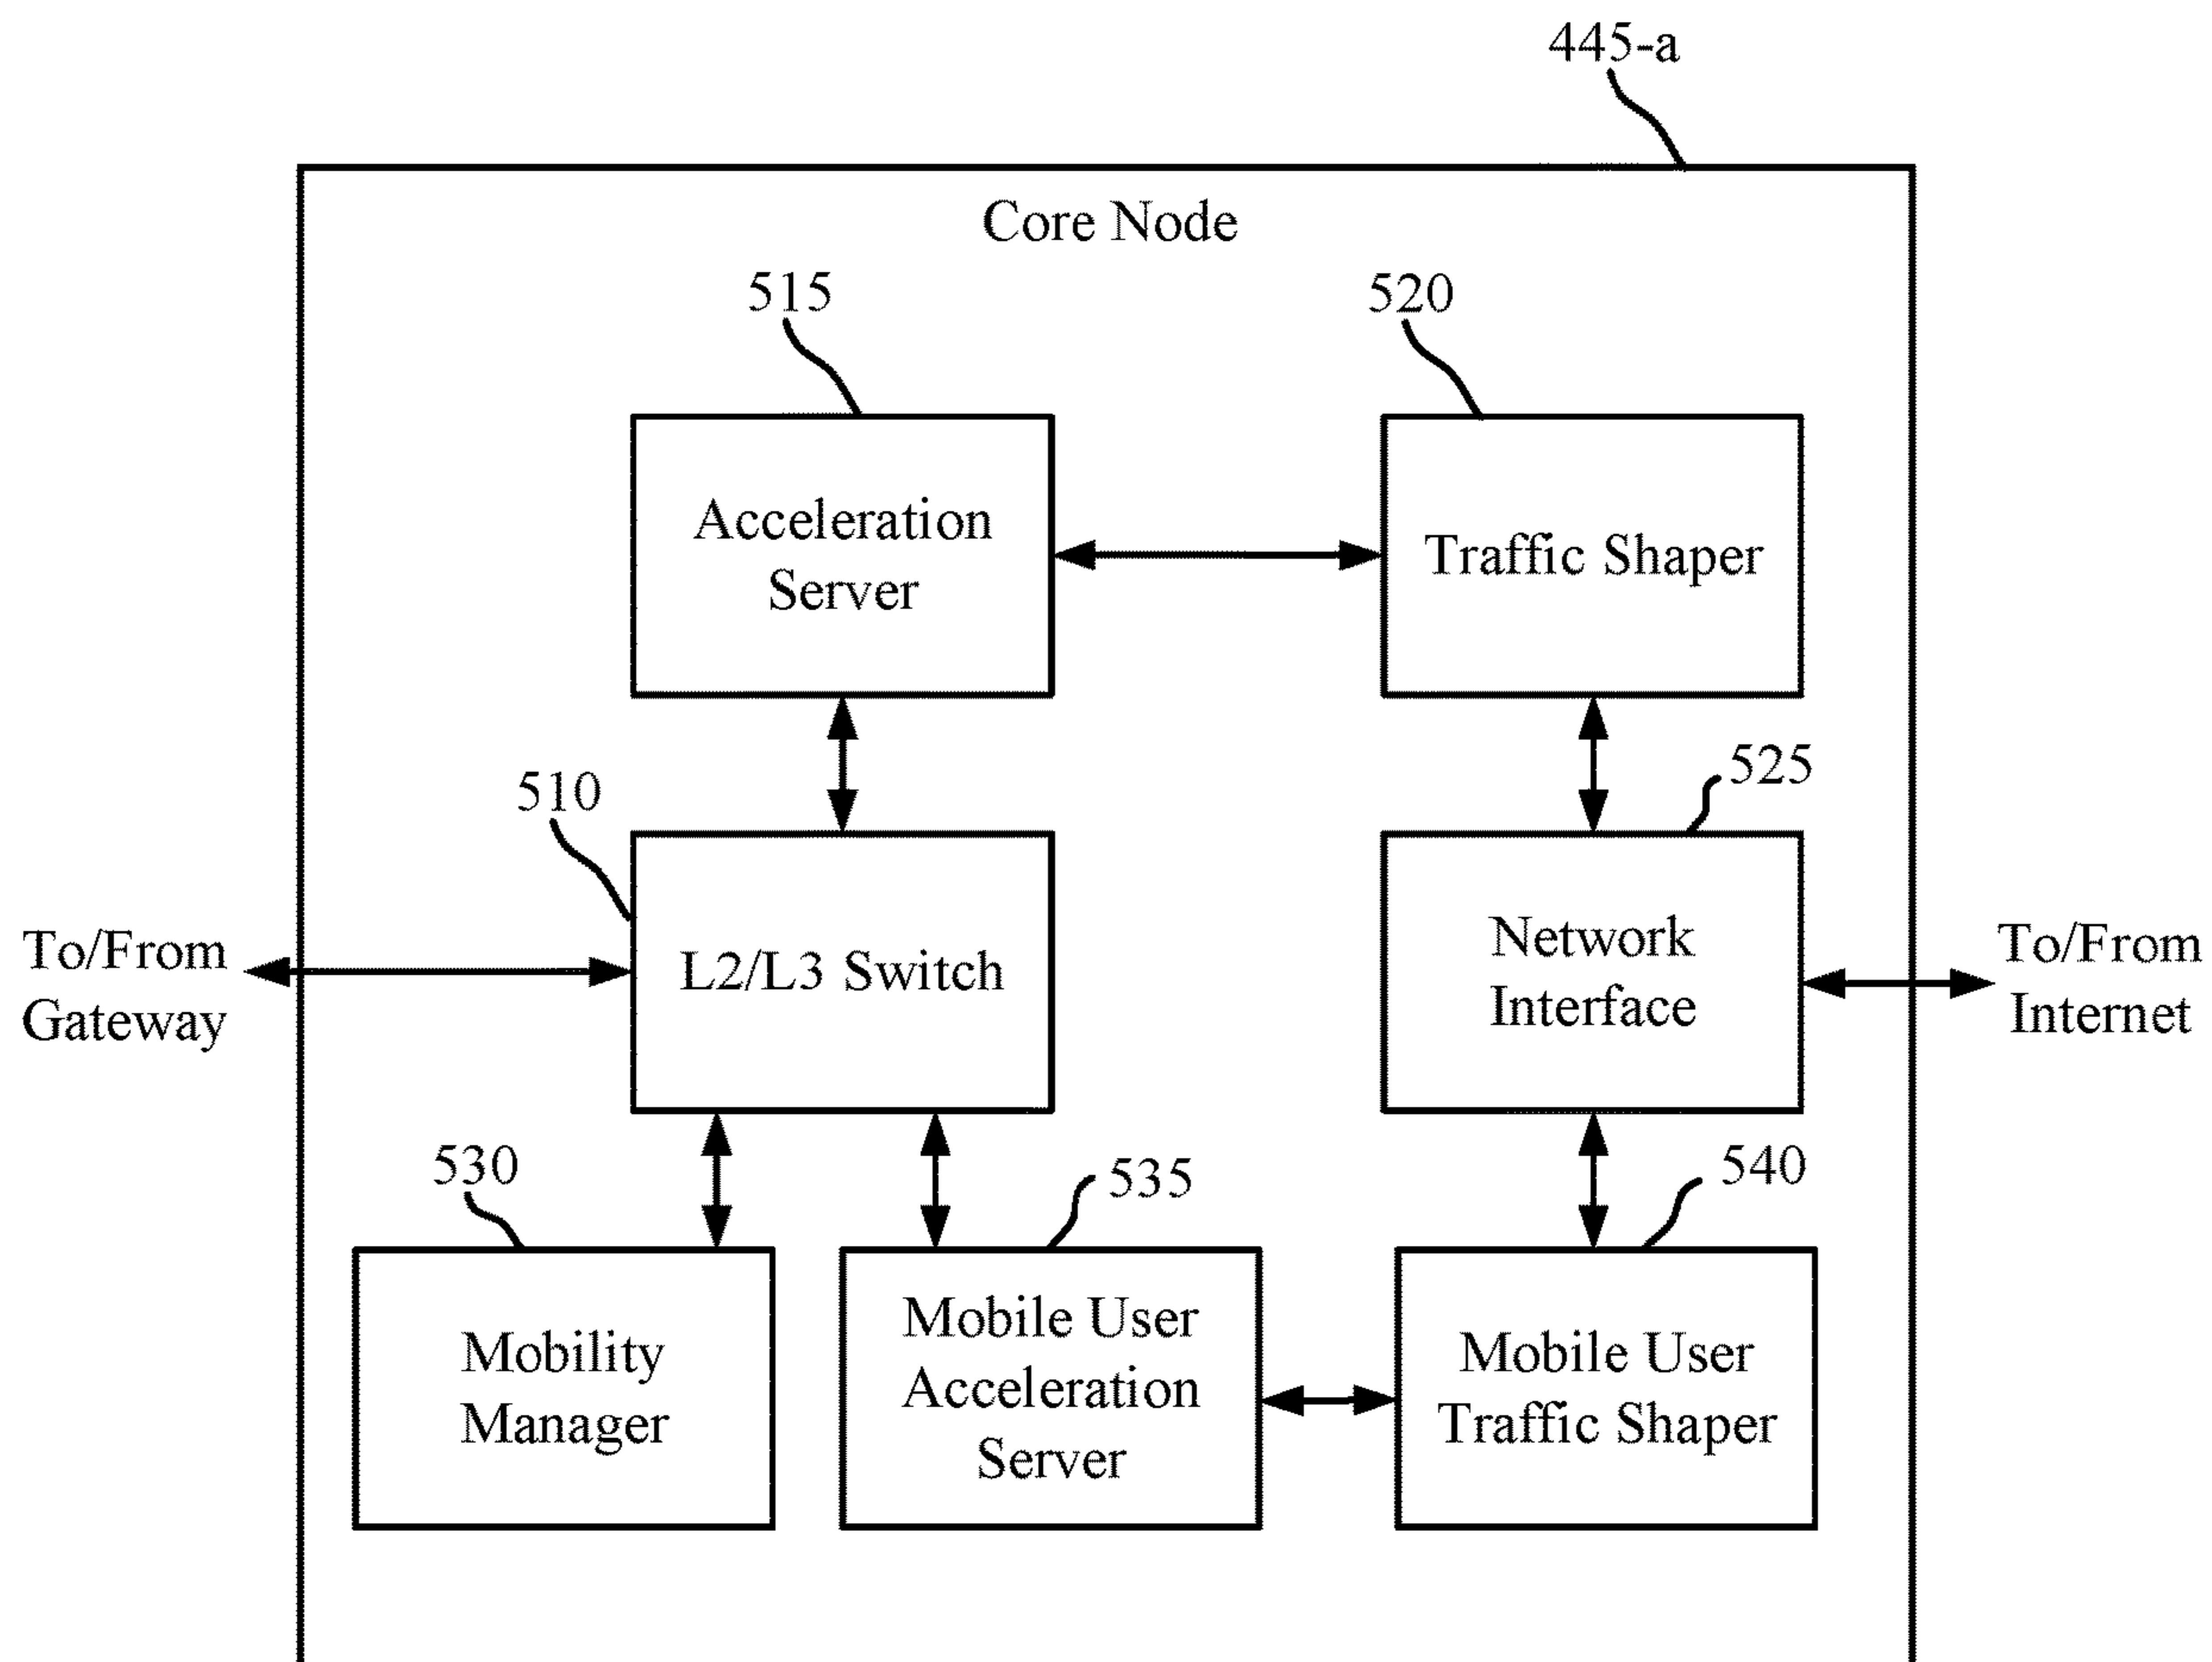 445-a
Core Node
515
520
Acceleration
Server
Traffic Shaper
510
525
To/From
Gateway
L2/L3 Switch
Network
Interface
To/From
Internet
530
535
540
Mobility
Manager
Mobile User
Acceleration
Server
Mobile User
Traffic Shaper